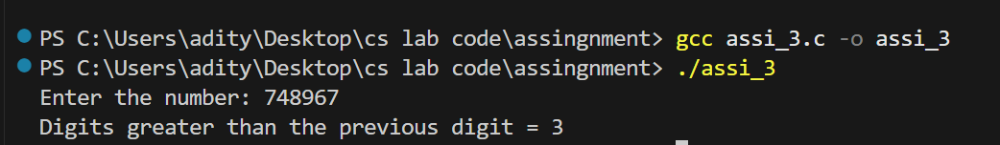 PS C:\Users\adity\Desktop\cs lab code\assingnment> gcc assi_3.c -o assi_3
PS C:\Users\adity\Desktop\cs lab code\assingnment> ./assi_3
Enter the number: 748967
Digits greater than the previous digit = 3